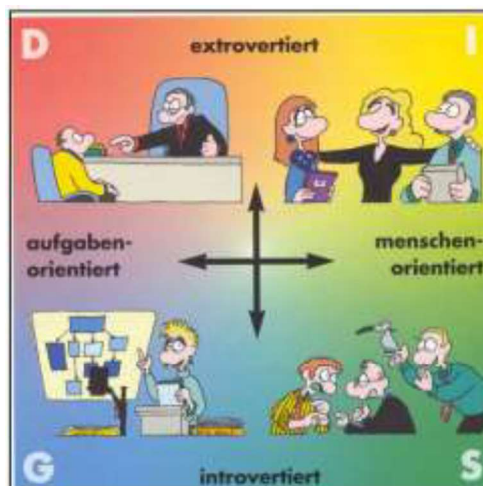 D
extrovertiert
I
aufgaben-
orientiert
menschen-
orientiert
G
introvertiert
S